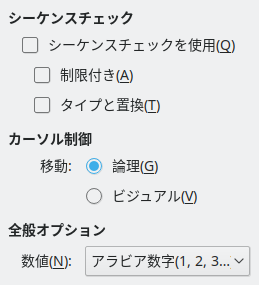 シーケンスチェック
シーケンスチェックを使用(Q)
制限付き(A)
タイプと置換(T)
カーソル制御
移動: 論理(G)
ビジュアル(V)
全般オプション
数値(N): アラビア数字(1, 2, 3...